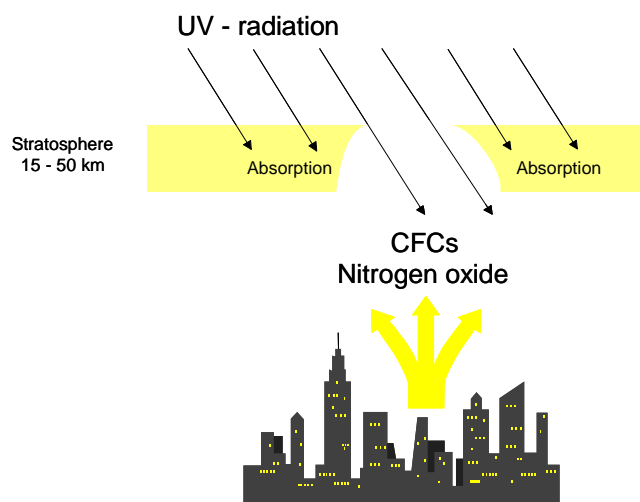 UV - radiation
Stratosphere
15 - 50 km
Absorption
Absorption
CFCs
Nitrogen oxide